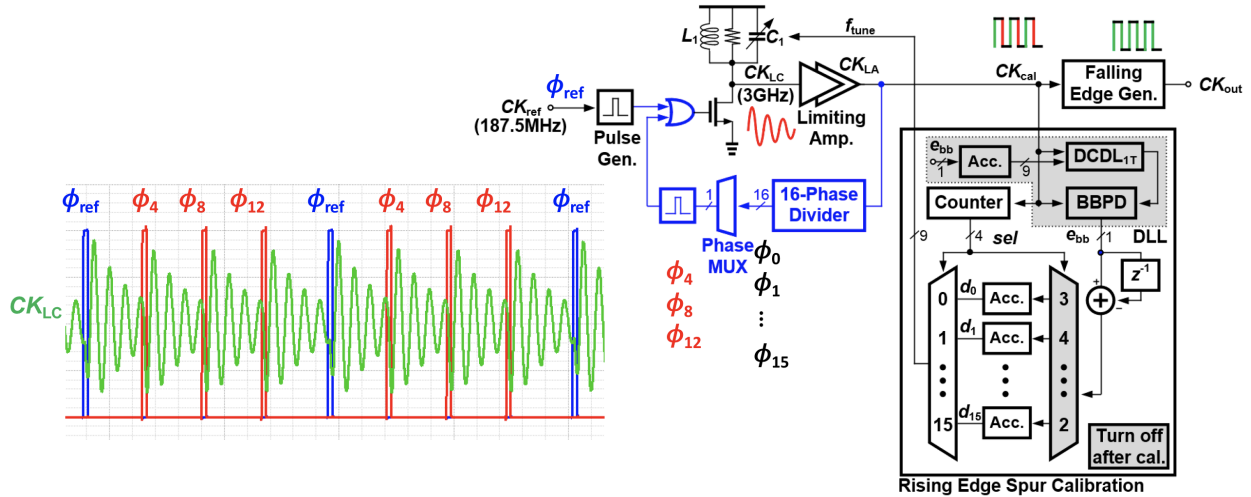 L1
C1
ftune
CKLC
(3GHz)
CKLA
CKcal
Falling
Edge Gen.
CKout
ϕref
CKref
(187.5MHz)
Pulse
Gen.
Limiting
Amp.
ebb
1
Acc.
9
DCDL1T
BBPD
Counter
9
4
sel
ebb
1
DLL
z-1
+
−
1
16
16-Phase
Divider
Phase
MUX
ϕ0
ϕ1
⋮
ϕ15
ϕ4
ϕ8
ϕ12
ϕref
ϕ4
ϕ8
ϕ12
ϕref
ϕ4
ϕ8
ϕ12
ϕref
CKLC
0
d0
Acc.
3
1
d1
Acc.
4
15
d15
Acc.
2
Turn off
after cal.
Rising Edge Spur Calibration